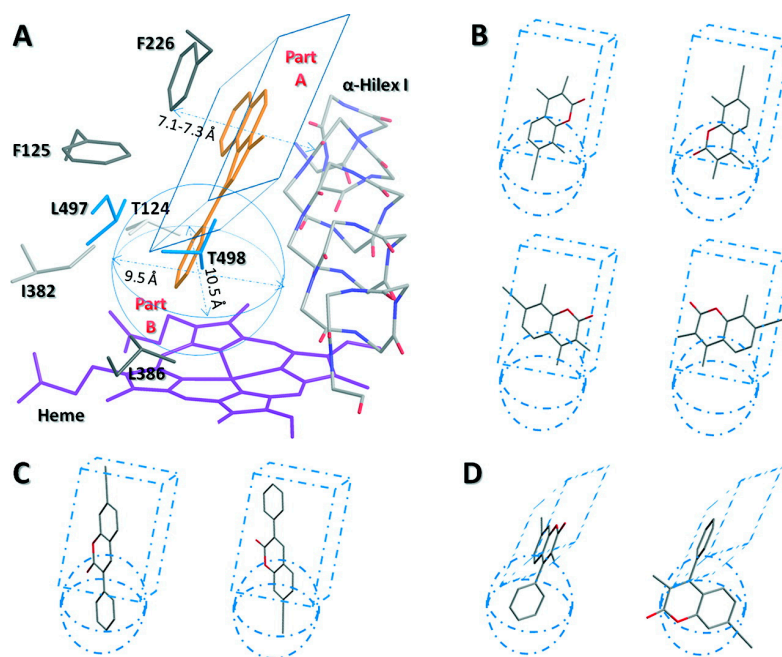 A
F226
Part
A
α-Hilex I
7.1-7.3 Å
F125
L497
T124
T498
9.5 Å
10.5 Å
I382
Part
B
L386
Heme
B
C
D